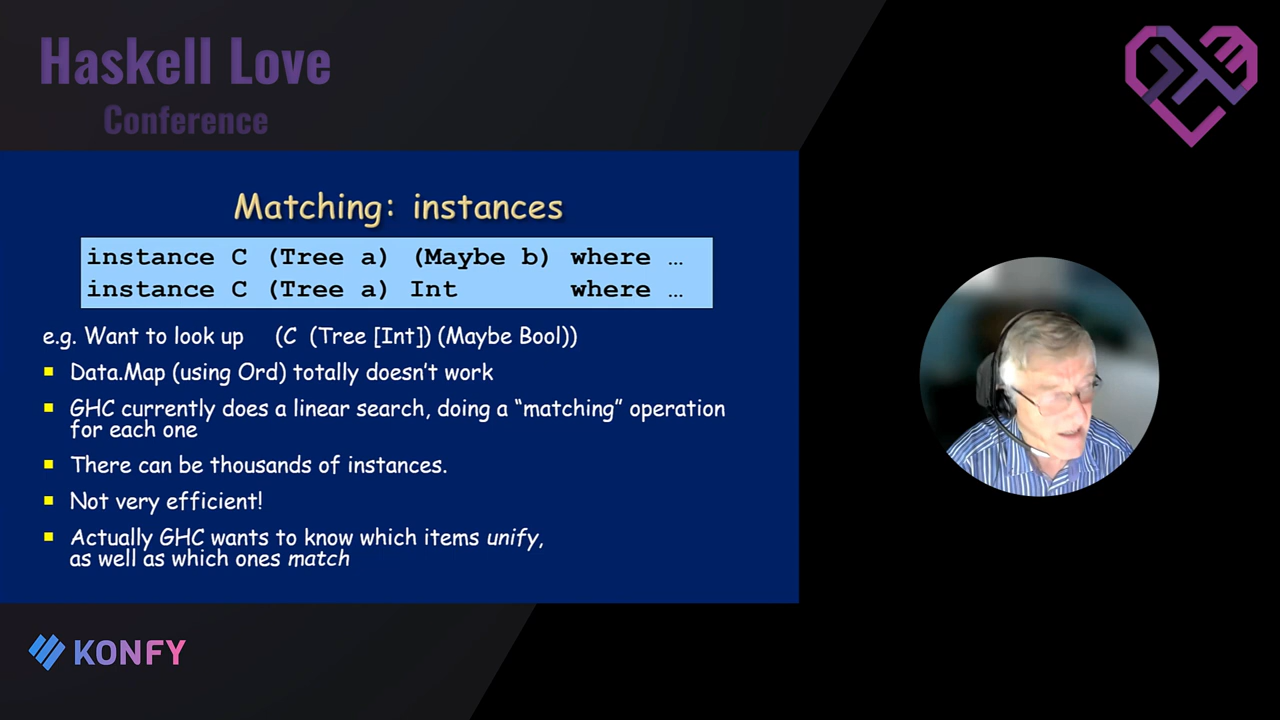 Haskell Love
Conference
Matching: instances
instance C (Tree a) (Maybe b) where …
instance C (Tree a) Int where …
e.g. Want to look up (C (Tree [Int]) (Maybe Bool))
Data.Map (using Ord) totally doesn't work
GHC currently does a linear search, doing a “matching” operation
for each one
There can be thousands of instances.
Not very efficient!
Actually GHC wants to know which items unify,
as well as which ones match
KONFY